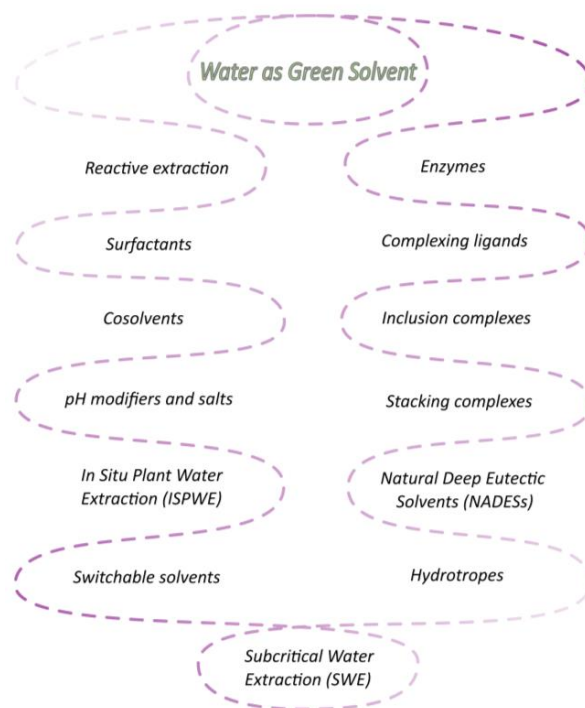 Water as Green Solvent
Reactive extraction
Enzymes
Surfactants
Complexing ligands
Cosolvents
Inclusion complexes
pH modifiers and salts
Stacking complexes
In Situ Plant Water
Extraction (ISPWE)
Natural Deep Eutectic
Solvents (NADESs)
Switchable solvents
Hydrotropes
Subcritical Water
Extraction (SWE)